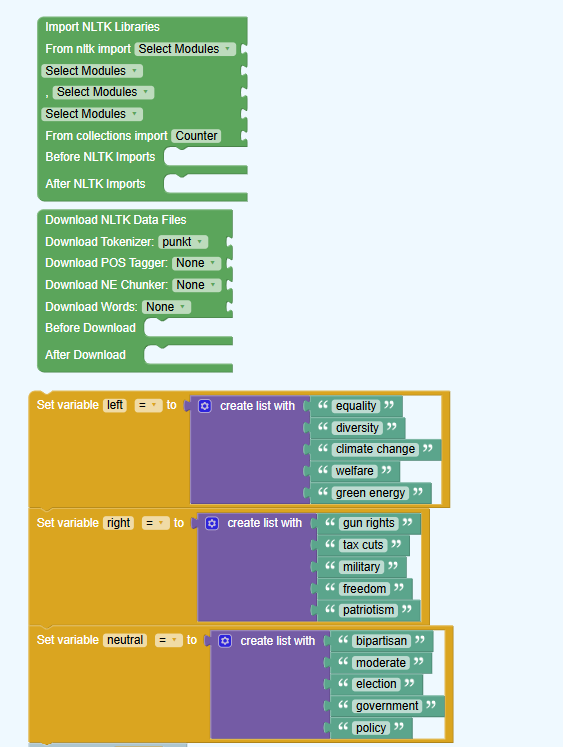 Import NLTK Libraries
From nltk import Select Modules
Select Modules
, Select Modules
Select Modules
From collections import Counter
Before NLTK Imports
After NLTK Imports
Download NLTK Data Files
Download Tokenizer: punkt
Download POS Tagger: None
Download NE Chunker: None
Download Words: None
Before Download
After Download
Set variable left = to create list with “ equality ”
“ diversity ”
“ climate change ”
“ welfare ”
“ green energy ”
Set variable right = to create list with “ gun rights ”
“ tax cuts ”
“ military ”
“ freedom ”
“ patriotism ”
Set variable neutral = to create list with “ bipartisan ”
“ moderate ”
“ election ”
“ government ”
“ policy ”